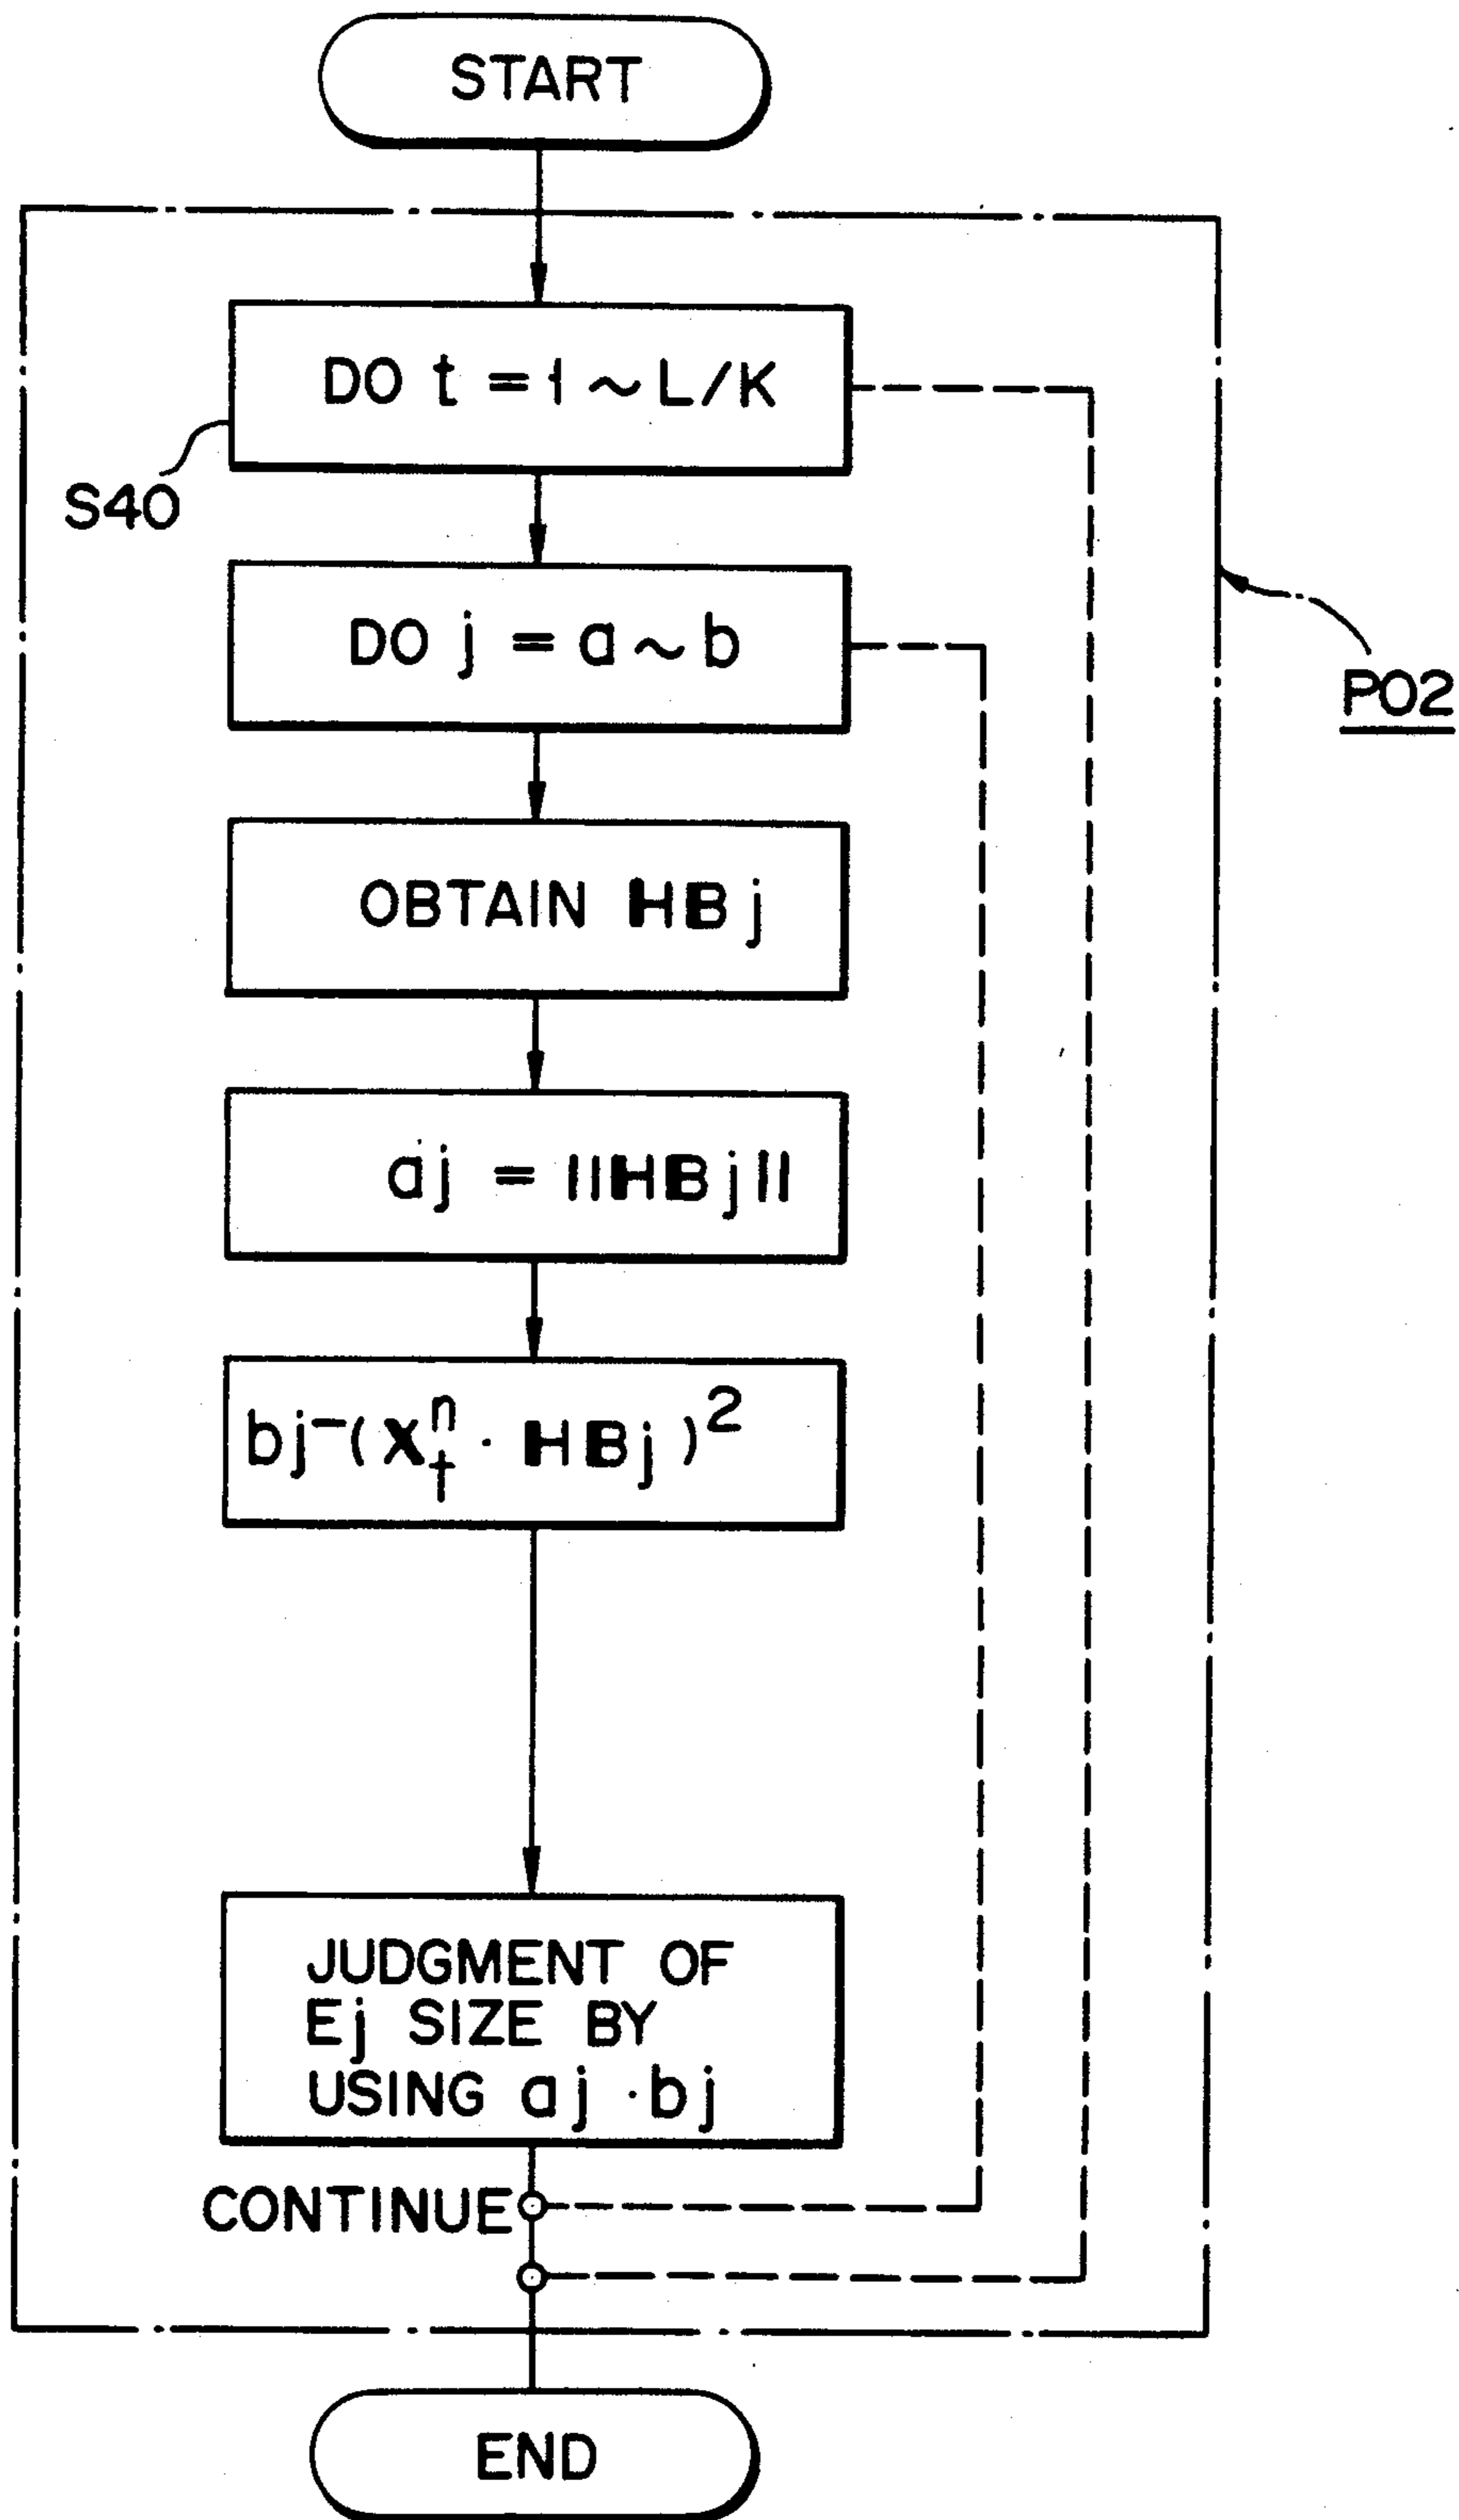 START
DO t = 1 ~ L/K
S40
DO j = a ~ b
P02
OBTAIN HBj
aj = ||HBj||
bj-(X_t^n · HBj)^2
JUDGMENT OF
Ej SIZE BY
USING aj · bj
CONTINUE
END